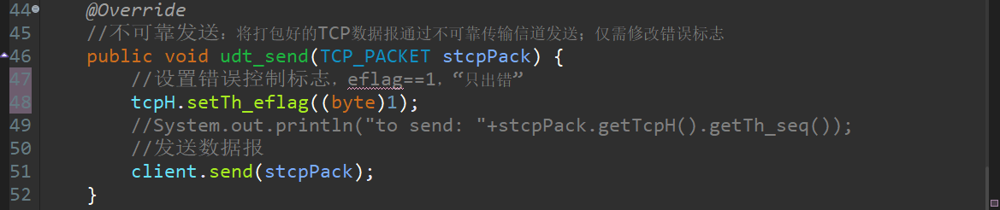 44 @Override
45 //不可靠发送：将打包好的TCP数据报通过不可靠传输信道发送；仅需修改错误标志
46 public void udt_send(TCP_PACKET stcpPack) {
47 //设置错误控制标志，eflag==1，“只出错”
48 tcpH.setTh_eflag((byte)1);
49 //System.out.println("to send: "+stcpPack.getTcpH().getTh_seq());
50 //发送数据报
51 client.send(stcpPack);
52 }